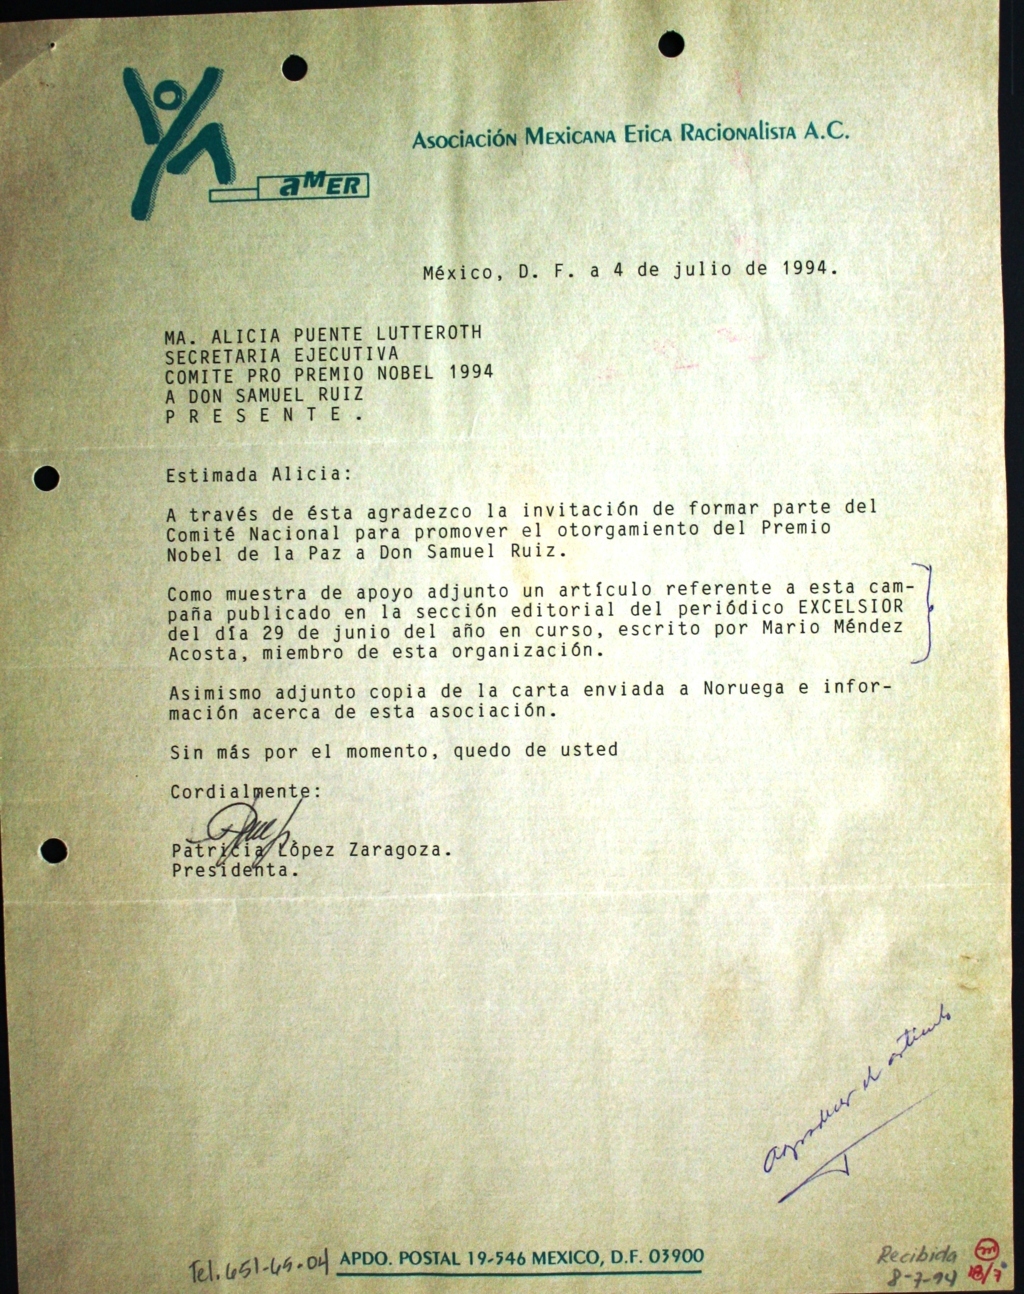 aMER
Asociación Mexicana Etica Racionalista A.C.
México, D. F. a 4 de julio de 1994.
MA. ALICIA PUENTE LUTTEROTH
SECRETARIA EJECUTIVA
COMITE PRO PREMIO NOBEL 1994
A DON SAMUEL RUIZ
P R E S E N T E .
Estimada Alicia:
A través de ésta agradezco la invitación de formar parte del
Comité Nacional para promover el otorgamiento del Premio
Nobel de la Paz a Don Samuel Ruiz.
Como muestra de apoyo adjunto un artículo referente a esta cam-
paña publicado en la sección editorial del periódico EXCELSIOR
del día 29 de junio del año en curso, escrito por Mario Méndez
Acosta, miembro de esta organización.
Asimismo adjunto copia de la carta enviada a Noruega e infor-
mación acerca de esta asociación.
Sin más por el momento, quedo de usted
Cordialmente:
Patricia López Zaragoza.
Presidenta.
Agradecer el artículo
Tel. 651-65-04 APDO. POSTAL 19-546 MEXICO, D.F. 03900
Recibida
8-7-94
m
18/7